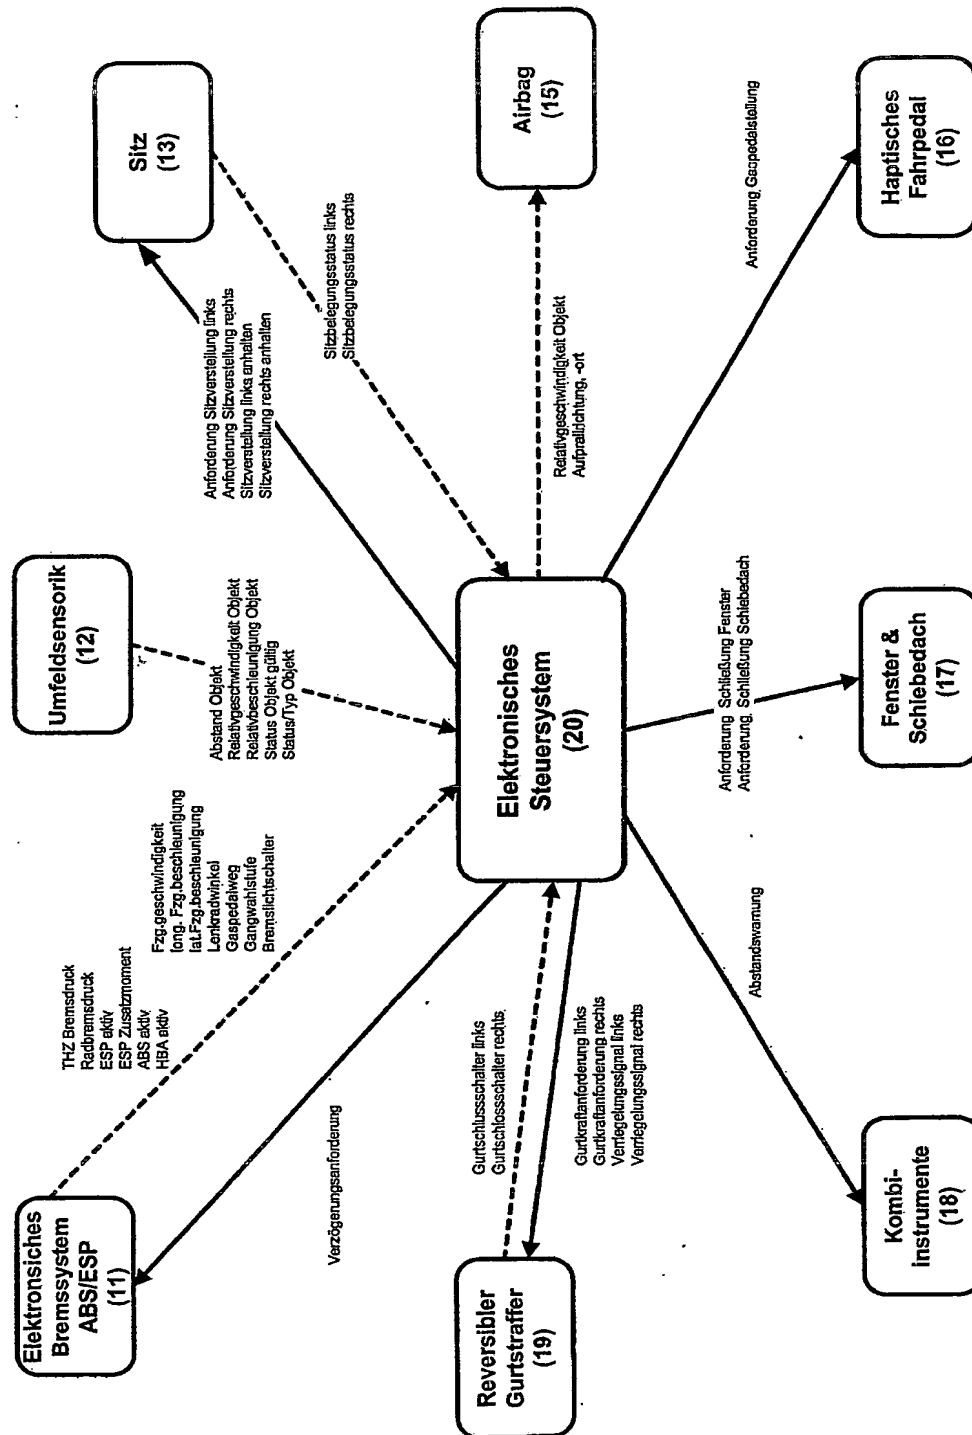 Elektronsiches
Bremssystem
ABS/ESP
(11)
Umfeldsensorik
(12)
Sitz
(13)
THZ Bremsdruck
Radbremsdruck
ESP aktiv
ESP Zusatzmoment
ABS aktiv
HBA aktiv
Fzg.geschwindigkeit
long. Fzg.beschleunigung
lat.Fzg.beschleunigung
Lenkradwinkel
Gaspedalweg
Gangwahlstufe
Bremslichtschalter
Abstand Objekt
Relativgeschwindigkeit Objekt
Relativbeschleunigung Objekt
Status Objekt gültig
Status/Typ Objekt
Anforderung Sitzverstellung links
Anforderung Sitzverstellung rechts
Sitzverstellung links anhalten
Sitzverstellung rechts anhalten
Sitzbelegungsstatus links
Sitzbelegungsstatus rechts
Verzögerungsanforderung
Reversibler
Gurtstraffer
(19)
Gurtschlussschalter links
Gurtschlossschalter rechts
Gurtkraftanforderung links
Gurtkraftanforderung rechts
Verriegelungssignal links
Verriegelungssignal rechts
Elektronisches
Steuersystem
(20)
Relativgeschwindigkeit Objekt
Aufprallrichtung, -ort
Airbag
(15)
Abstandswarnung
Anforderung Schließung Fenster
Anforderung Schließung Schiebedach
Anforderung Gaspedalstellung
Kombi-
instrumente
(18)
Fenster &
Schiebedach
(17)
Haptisches
Fahrpedal
(16)